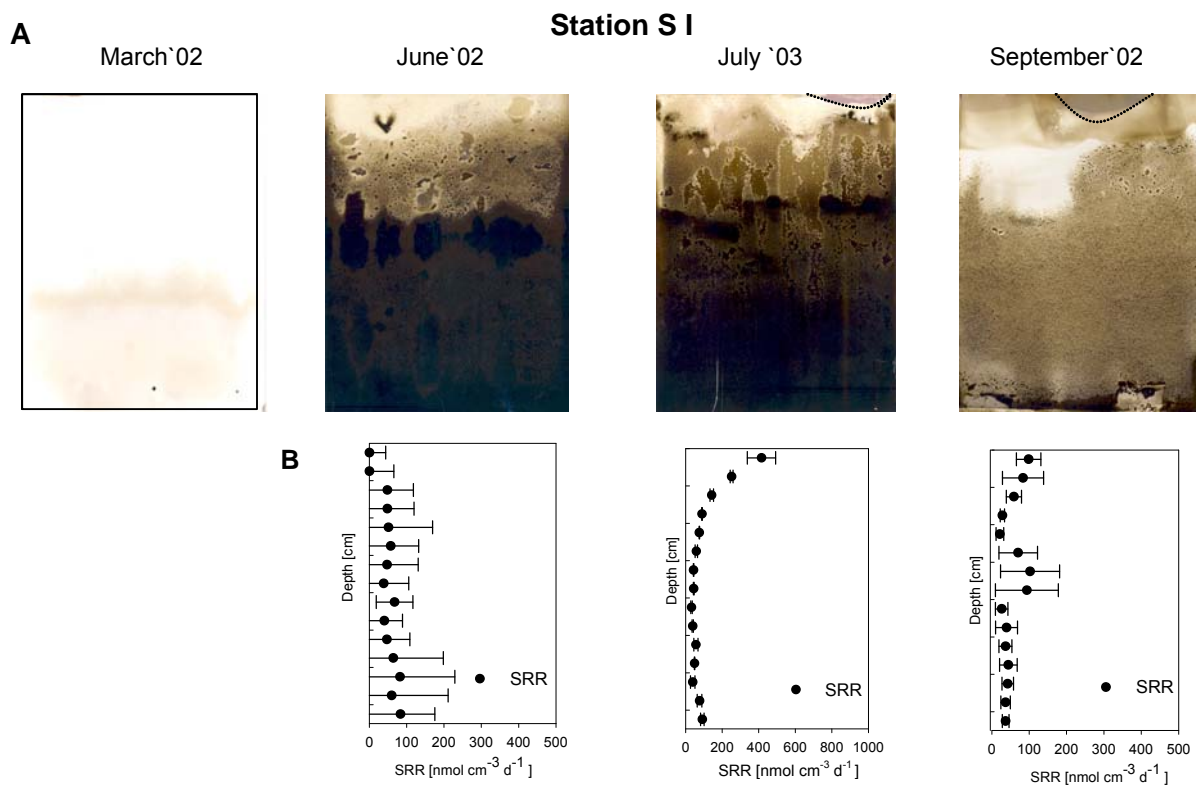 Station S I
A
March`02
June`02
July `03
September`02
B
Depth [cm]
SRR
0 100 200 300 400 500
SRR [nmol cm-3 d-1]
Depth [cm]
SRR
0 200 400 600 800 1000
SRR [nmol cm-3 d-1]
Depth [cm]
SRR
0 100 200 300 400 500
SRR [nmol cm-3 d-1]